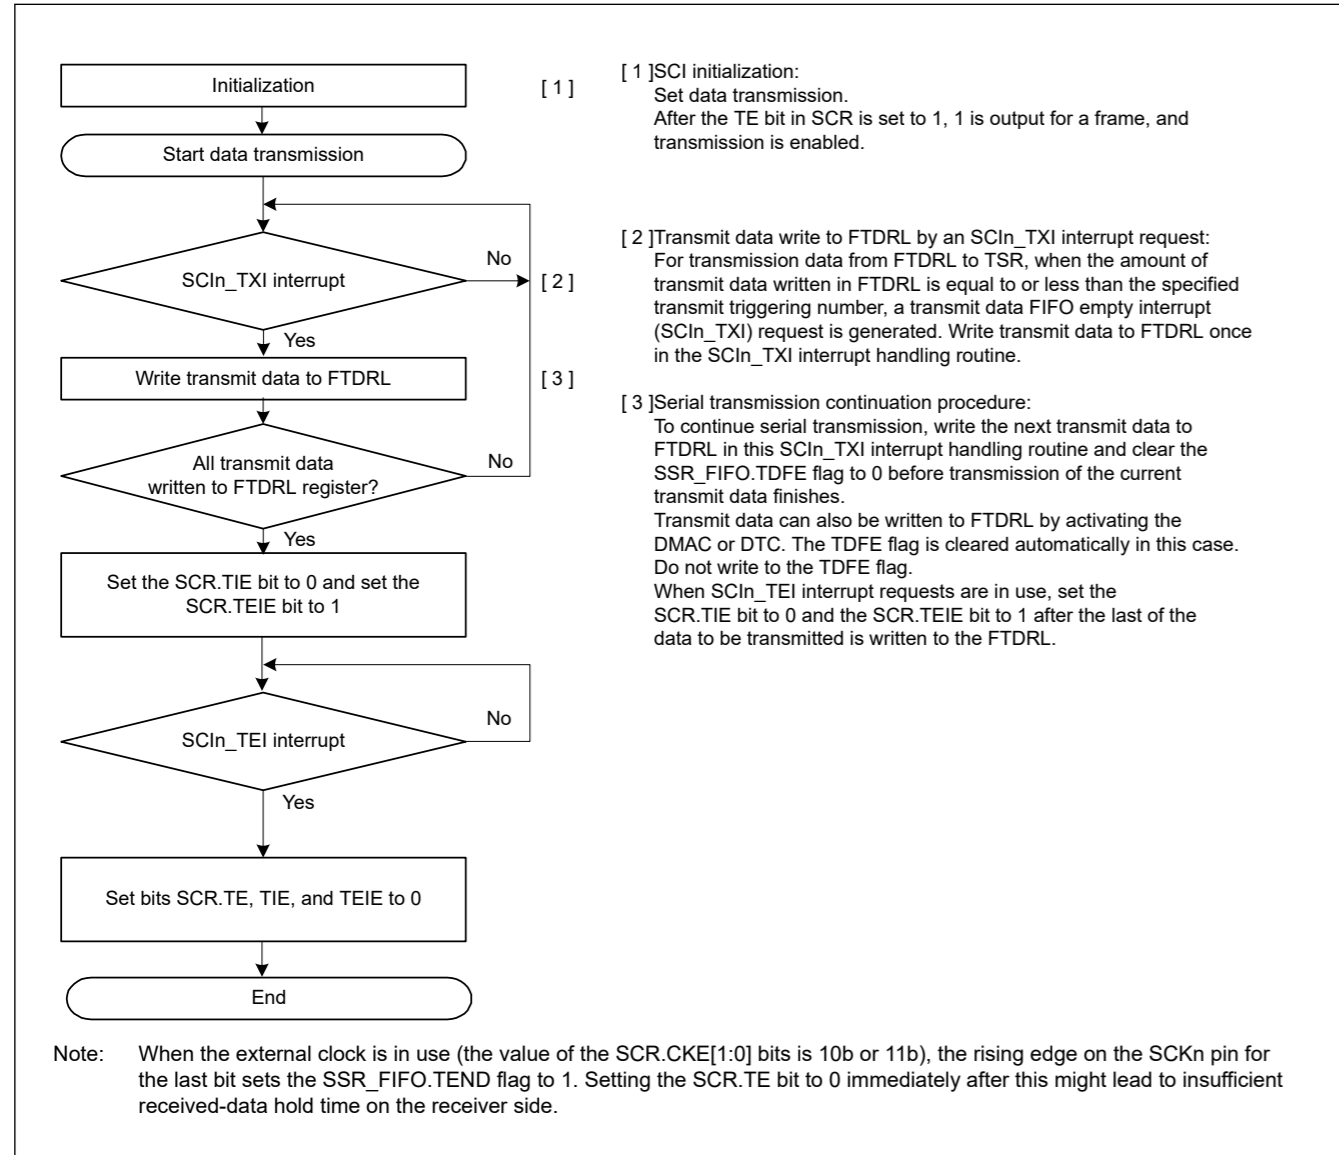 Initialization
[ 1 ]
Start data transmission
SCIn_TXI interrupt
No
[ 2 ]
Yes
Write transmit data to FTDRL
[ 3 ]
All transmit data
written to FTDRL register?
No
Yes
Set the SCR.TIE bit to 0 and set the
SCR.TEIE bit to 1
SCIn_TEI interrupt
No
Yes
Set bits SCR.TE, TIE, and TEIE to 0
End
[ 1 ]SCI initialization:
Set data transmission.
After the TE bit in SCR is set to 1, 1 is output for a frame, and
transmission is enabled.
[ 2 ]Transmit data write to FTDRL by an SCIn_TXI interrupt request:
For transmission data from FTDRL to TSR, when the amount of
transmit data written in FTDRL is equal to or less than the specified
transmit triggering number, a transmit data FIFO empty interrupt
(SCIn_TXI) request is generated. Write transmit data to FTDRL once
in the SCIn_TXI interrupt handling routine.
[ 3 ]Serial transmission continuation procedure:
To continue serial transmission, write the next transmit data to
FTDRL in this SCIn_TXI interrupt handling routine and clear the
SSR_FIFO.TDFE flag to 0 before transmission of the current
transmit data finishes.
Transmit data can also be written to FTDRL by activating the
DMAC or DTC. The TDFE flag is cleared automatically in this case.
Do not write to the TDFE flag.
When SCIn_TEI interrupt requests are in use, set the
SCR.TIE bit to 0 and the SCR.TEIE bit to 1 after the last of the
data to be transmitted is written to the FTDRL.
Note: When the external clock is in use (the value of the SCR.CKE[1:0] bits is 10b or 11b), the rising edge on the SCKn pin for
the last bit sets the SSR_FIFO.TEND flag to 1. Setting the SCR.TE bit to 0 immediately after this might lead to insufficient
received-data hold time on the receiver side.